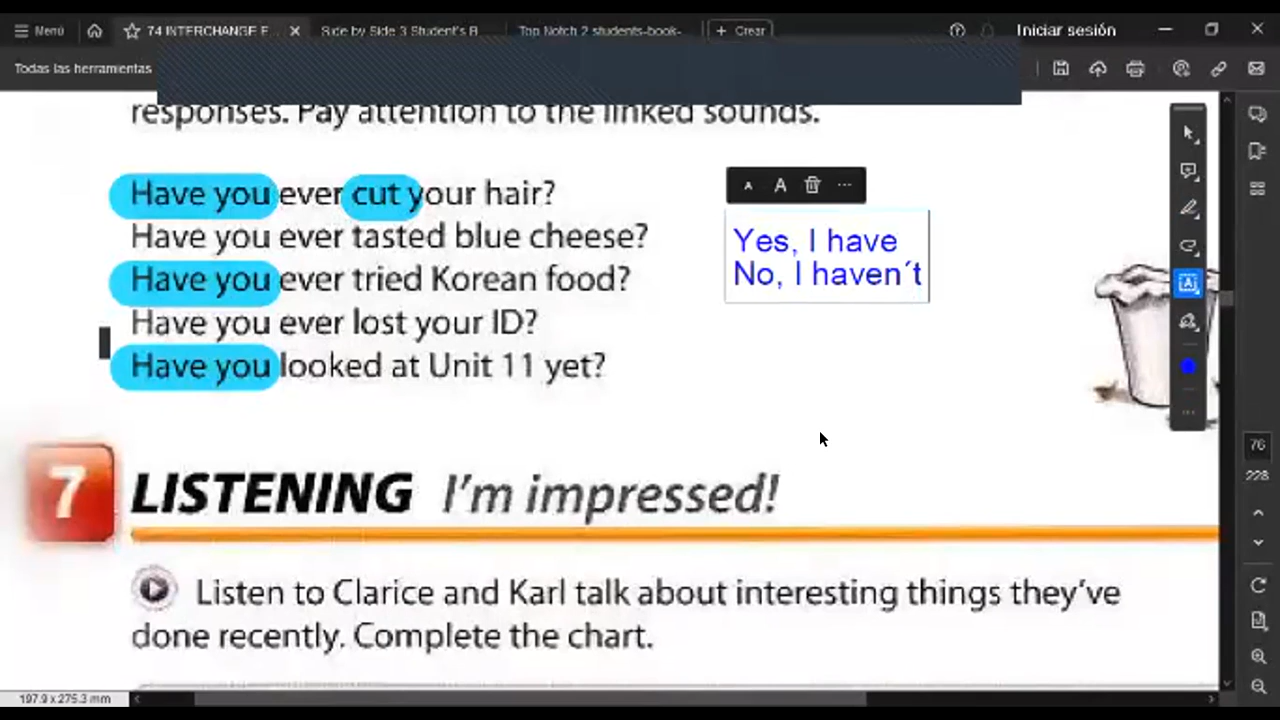 Menú
74 INTERCHANGE F...
Side by Side 3 Student's B
Top Notch 2 students-book-
+ Crear
Iniciar sesión
Todas las herramientas
responses. Pay attention to the linked sounds.
Have you ever cut your hair?
Have you ever tasted blue cheese?
Have you ever tried Korean food?
Have you ever lost your ID?
Have you looked at Unit 11 yet?
A A ...
Yes, I have
No, I haven´t
76
228
7 LISTENING I'm impressed!
Listen to Clarice and Karl talk about interesting things they've
done recently. Complete the chart.
197.9 x 275.3 mm